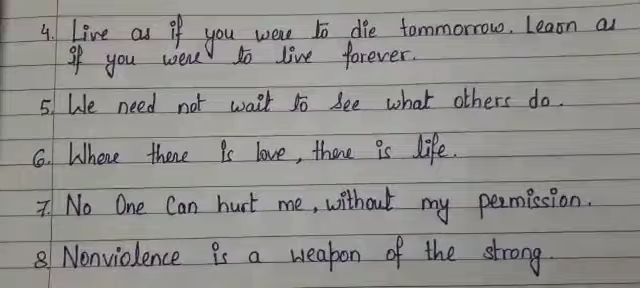 4. Live as if you were to die tommorrow. Learn as
if you were to live forever.
5. We need not wait to see what others do.
6. Where there is love, there is life.
7. No One Can hurt me, without my permission.
8. Nonviolence is a weapon of the strong.